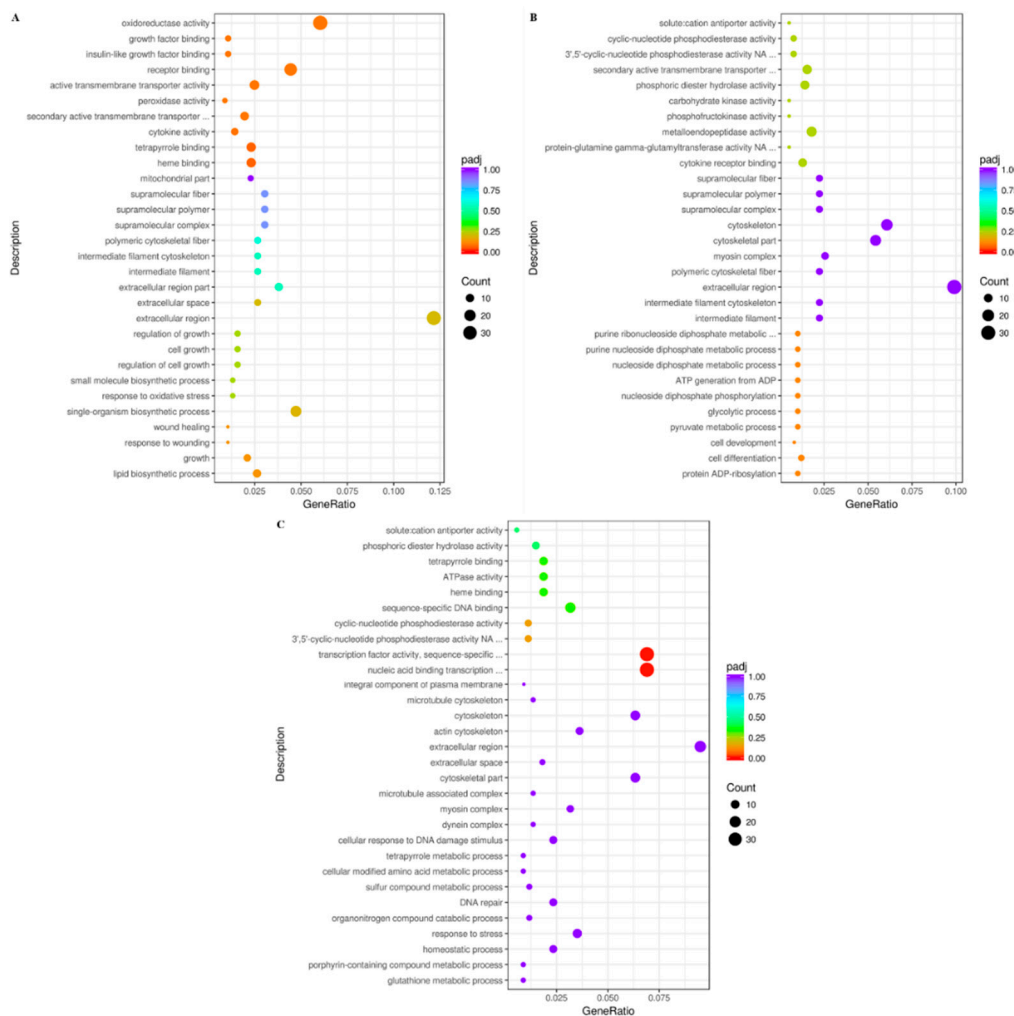 A
oxidoreductase activity
growth factor binding
insulin-like growth factor binding
receptor binding
active transmembrane transporter activity
peroxidase activity
secondary active transmembrane transporter ...
cytokine activity
tetrapyrrole binding
heme binding
mitochondrial part
supramolecular fiber
supramolecular polymer
supramolecular complex
polymeric cytoskeletal fiber
intermediate filament cytoskeleton
intermediate filament
extracellular region part
extracellular space
extracellular region
regulation of growth
cell growth
regulation of cell growth
small molecule biosynthetic process
response to oxidative stress
single-organism biosynthetic process
wound healing
response to wounding
growth
lipid biosynthetic process
Description
0.025 0.050 0.075 0.100 0.125
GeneRatio
padj
1.00
0.75
0.50
0.25
0.00
Count
10
20
30
B
solute:cation antiporter activity
cyclic-nucleotide phosphodiesterase activity
3',5'-cyclic-nucleotide phosphodiesterase activity NA ...
secondary active transmembrane transporter ...
phosphoric diester hydrolase activity
carbohydrate kinase activity
phosphofructokinase activity
metalloendopeptidase activity
protein-glutamine gamma-glutamyltransferase activity NA ...
cytokine receptor binding
supramolecular fiber
supramolecular polymer
supramolecular complex
cytoskeleton
cytoskeletal part
myosin complex
polymeric cytoskeletal fiber
extracellular region
intermediate filament cytoskeleton
intermediate filament
purine ribonucleoside diphosphate metabolic ...
purine nucleoside diphosphate metabolic process
nucleoside diphosphate metabolic process
ATP generation from ADP
nucleoside diphosphate phosphorylation
glycolytic process
pyruvate metabolic process
cell development
cell differentiation
protein ADP-ribosylation
Description
0.025 0.050 0.075 0.100
GeneRatio
padj
1.00
0.75
0.50
0.25
0.00
Count
10
20
30
C
solute:cation antiporter activity
phosphoric diester hydrolase activity
tetrapyrrole binding
ATPase activity
heme binding
sequence-specific DNA binding
cyclic-nucleotide phosphodiesterase activity
3',5'-cyclic-nucleotide phosphodiesterase activity NA ...
transcription factor activity, sequence-specific ...
nucleic acid binding transcription ...
integral component of plasma membrane
microtubule cytoskeleton
cytoskeleton
actin cytoskeleton
extracellular region
extracellular space
cytoskeletal part
microtubule associated complex
myosin complex
dynein complex
cellular response to DNA damage stimulus
tetrapyrrole metabolic process
cellular modified amino acid metabolic process
sulfur compound metabolic process
DNA repair
organonitrogen compound catabolic process
response to stress
homeostatic process
porphyrin-containing compound metabolic process
glutathione metabolic process
Description
0.025 0.050 0.075
GeneRatio
padj
1.00
0.75
0.50
0.25
0.00
Count
10
20
30